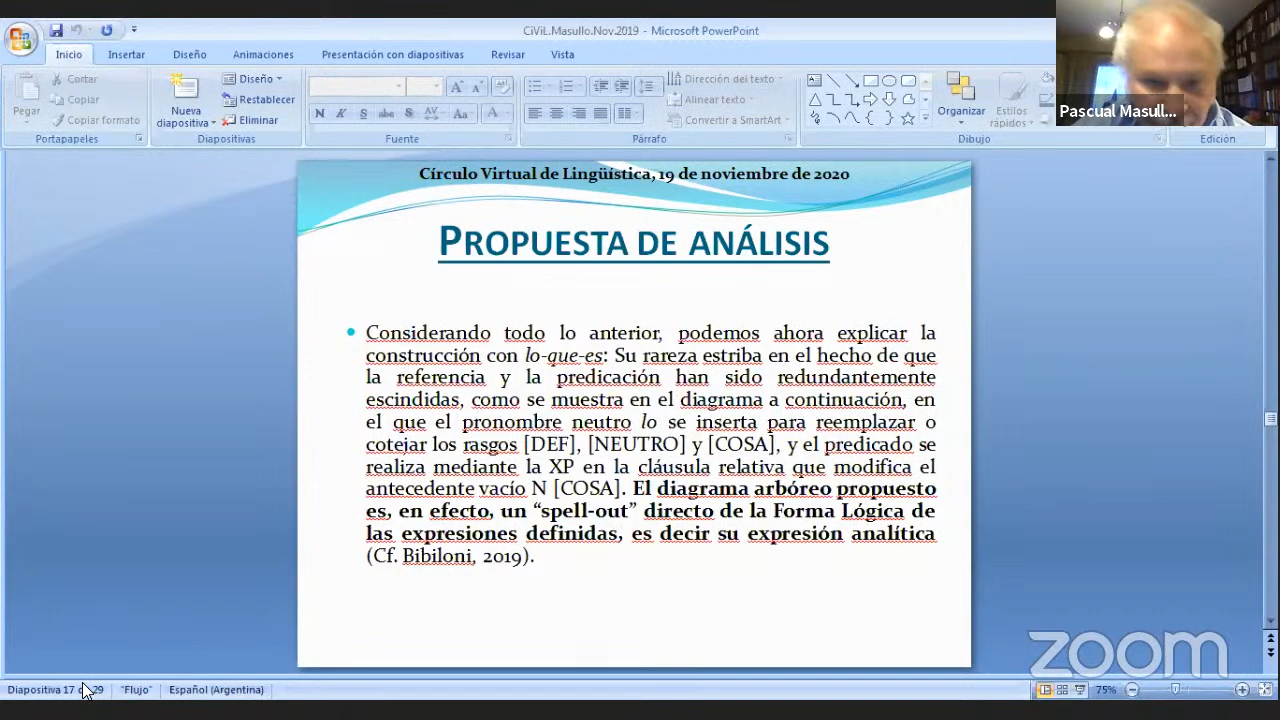 CiViL.Masullo.Nov.2019 - Microsoft PowerPoint
Inicio Insertar Diseño Animaciones Presentación con diapositivas Revisar Vista
Pegar
Cortar
Copiar
Copiar formato
Portapapeles
Nueva
diapositiva
Diseño
Restablecer
Eliminar
Diapositivas
N K S abc S AV Aa A
Fuente
Dirección del texto
Alinear texto
Convertir a SmartArt
Párrafo
Organizar
Estilos
rápidos
Dibujo
Edición
Pascual Masull...
Círculo Virtual de Lingüística, 19 de noviembre de 2020
PROPUESTA DE ANÁLISIS
• Considerando todo lo anterior, podemos ahora explicar la
construcción con lo-que-es: Su rareza estriba en el hecho de que
la referencia y la predicación han sido redundantemente
escindidas, como se muestra en el diagrama a continuación, en
el que el pronombre neutro lo se inserta para reemplazar o
cotejar los rasgos [DEF], [NEUTRO] y [COSA], y el predicado se
realiza mediante la XP en la cláusula relativa que modifica el
antecedente vacío N [COSA]. El diagrama arbóreo propuesto
es, en efecto, un “spell-out” directo de la Forma Lógica de
las expresiones definidas, es decir su expresión analítica
(Cf. Bibiloni, 2019).
zoom
Diapositiva 17 29 "Flujo" Español (Argentina) 75%